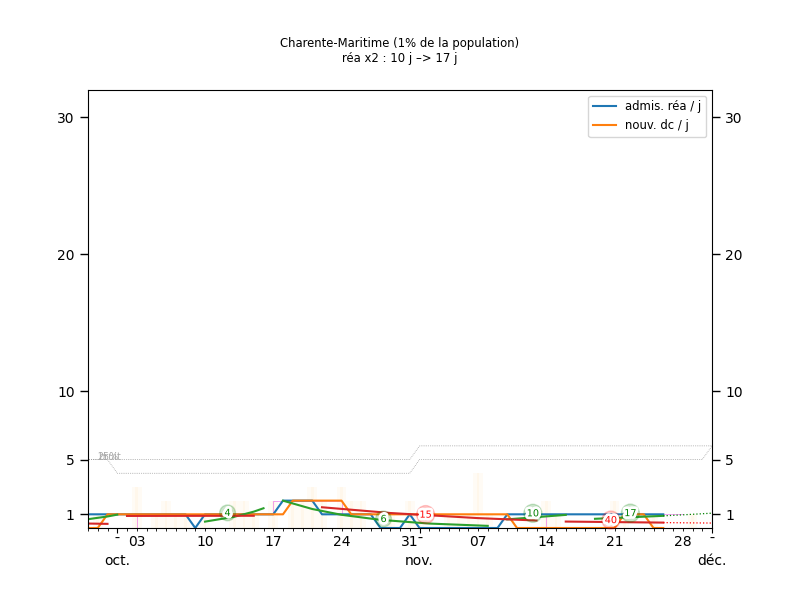 Charente-Maritime (1% de la population)
réa x2 : 10 j –> 17 j
admis. réa / j
nouv. dc / j
30 30
20 20
10 10
5 5
1 1
4 6 15 10 40 17
- 03 10 17 24 31 - 07 14 21 28 -
oct. nov. déc.